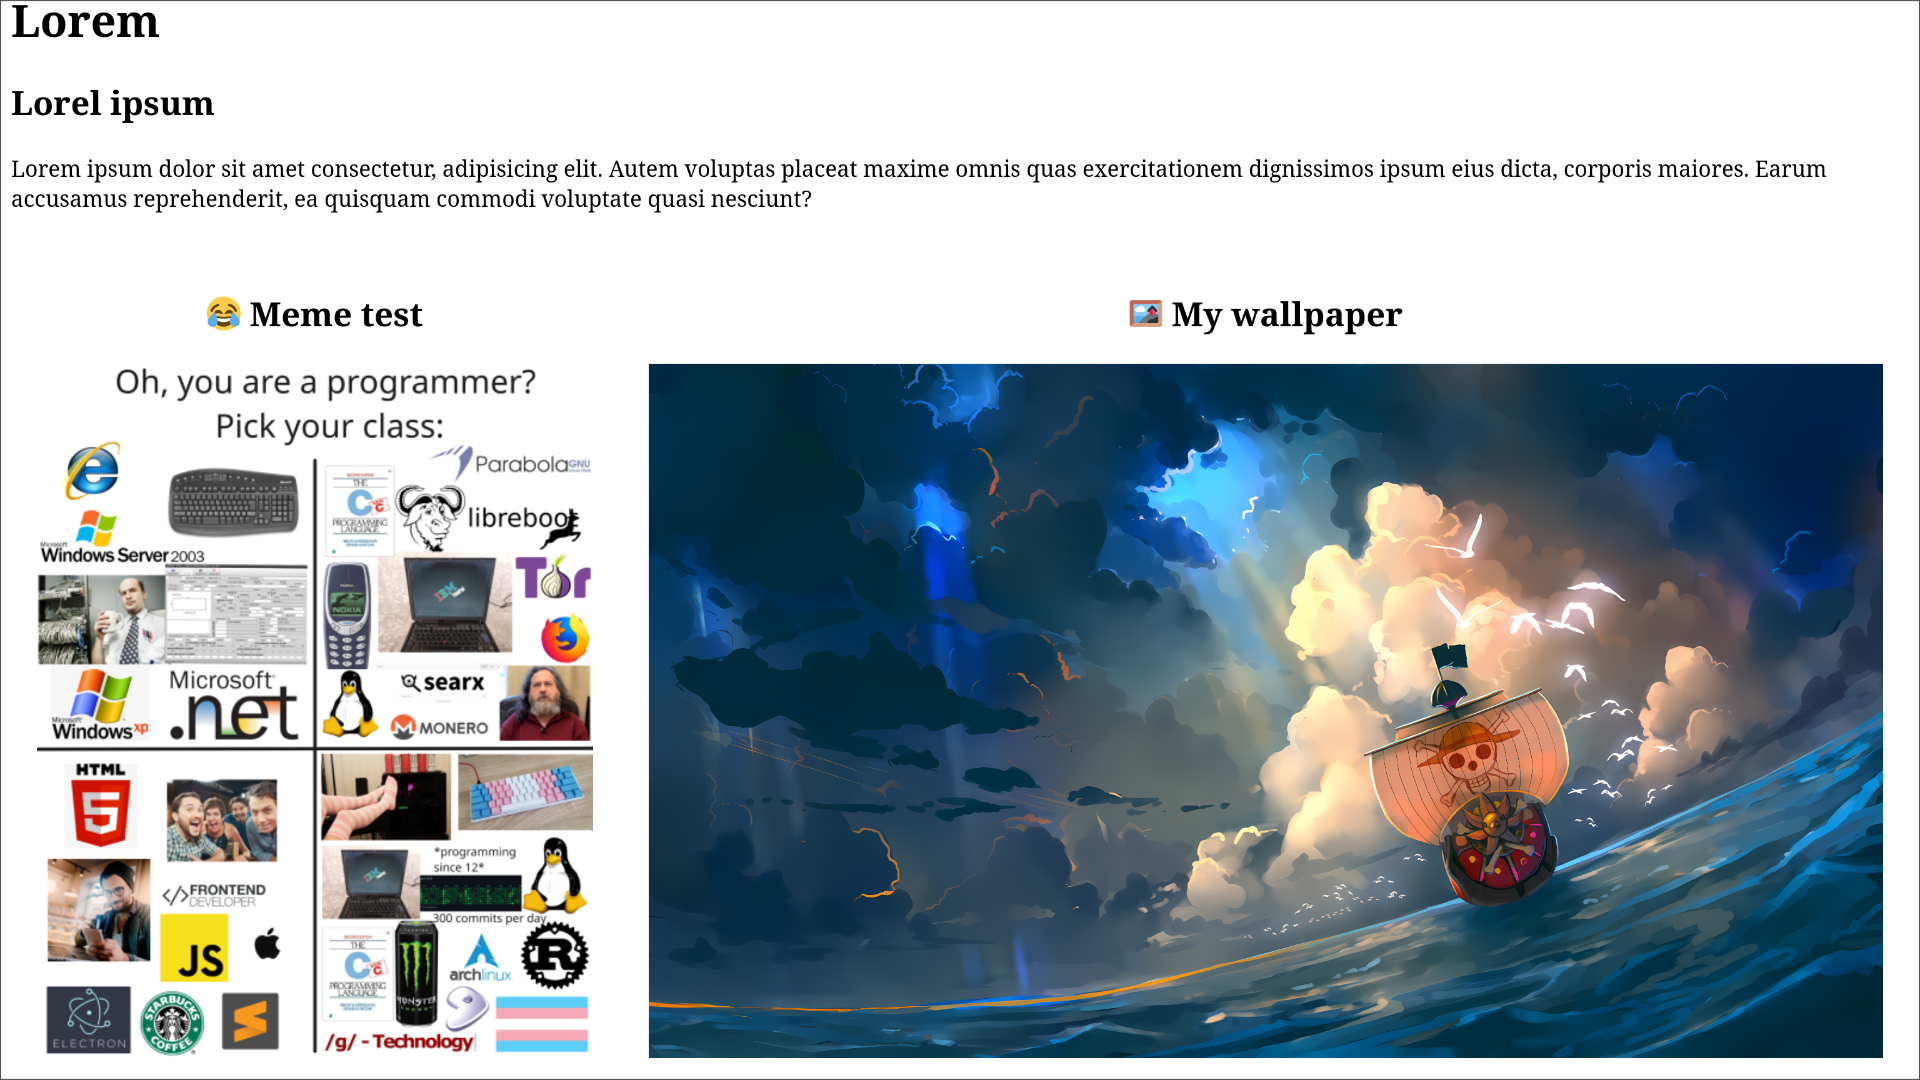 Lorem
Lorel ipsum
Lorem ipsum dolor sit amet consectetur, adipisicing elit. Autem voluptas placeat maxime omnis quas exercitationem dignissimos ipsum eius dicta, corporis maiores. Earum
accusamus reprehenderit, ea quisquam commodi voluptate quasi nesciunt?
😂 Meme test
🖼️ My wallpaper
Oh, you are a programmer?
Pick your class:
Parabola GNU
THE
C
PROGRAMMING
LANGUAGE
libreboot
Microsoft
Windows Server 2003
Tor
NOKIA
IBM
searx
MONERO
Microsoft
Windows xp
Microsoft
.net
HTML
5
*programming
since 12*
300 commits per day
</> FRONTEND
DEVELOPER
JS
THE
C
PROGRAMMING
LANGUAGE
MONSTER
archlinux
R
ELECTRON
STARBUCKS
COFFEE
/g/ - Technology